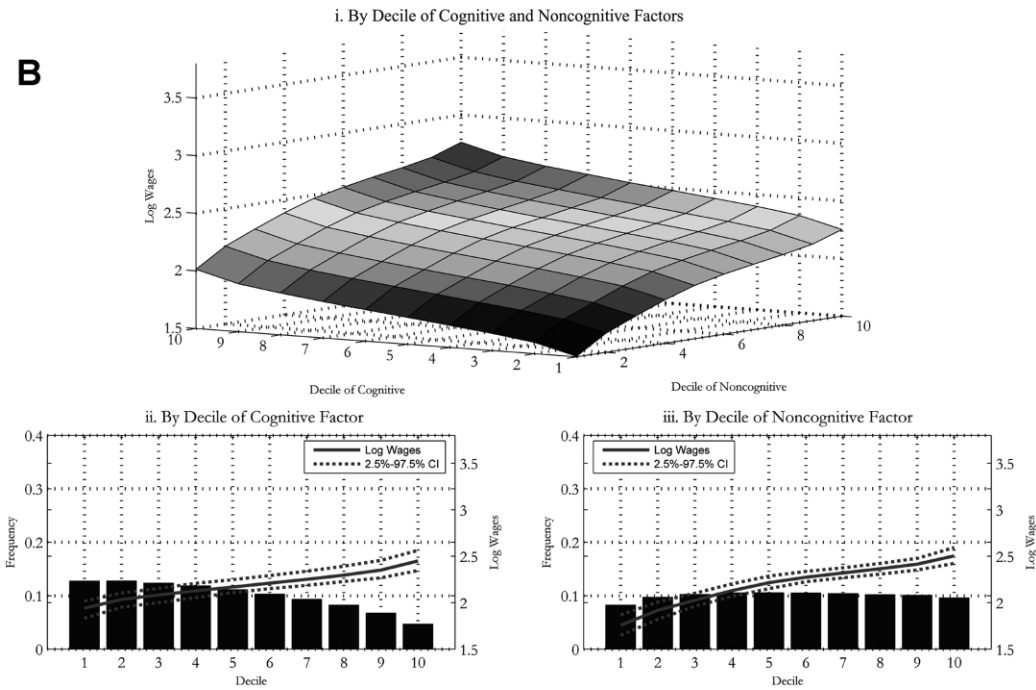 i. By Decile of Cognitive and Noncognitive Factors
B
3.5
3
2.5
2
1.5
Log Wages
10 9 8 7 6 5 4 3 2 1
2 4 6 8 10
Decile of Cognitive
Decile of Noncognitive
ii. By Decile of Cognitive Factor
Log Wages
2.5%-97.5% CI
0.4
0.3
0.2
0.1
0
Frequency
3.5
3
1.5
2.5
2
1.5
Log Wages
1 2 3 4 5 6 7 8 9 10
Decile
iii. By Decile of Noncognitive Factor
Log Wages
2.5%-97.5% CI
0.4
0.3
0.2
0.1
0
Frequency
3.5
3
1.5
2.5
2
1.5
Log Wages
1 2 3 4 5 6 7 8 9 10
Decile